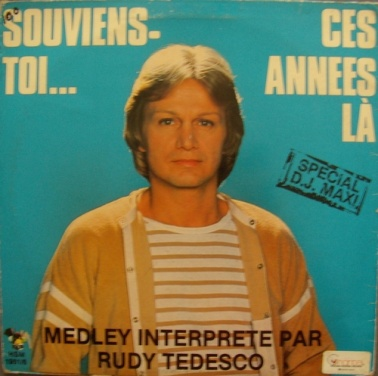 SOUVIENS-
TOI...
CES
ANNEES
LÀ
SPECIAL
D.J. MAXI
MEDLEY INTERPRETE PAR
RUDY TEDESCO